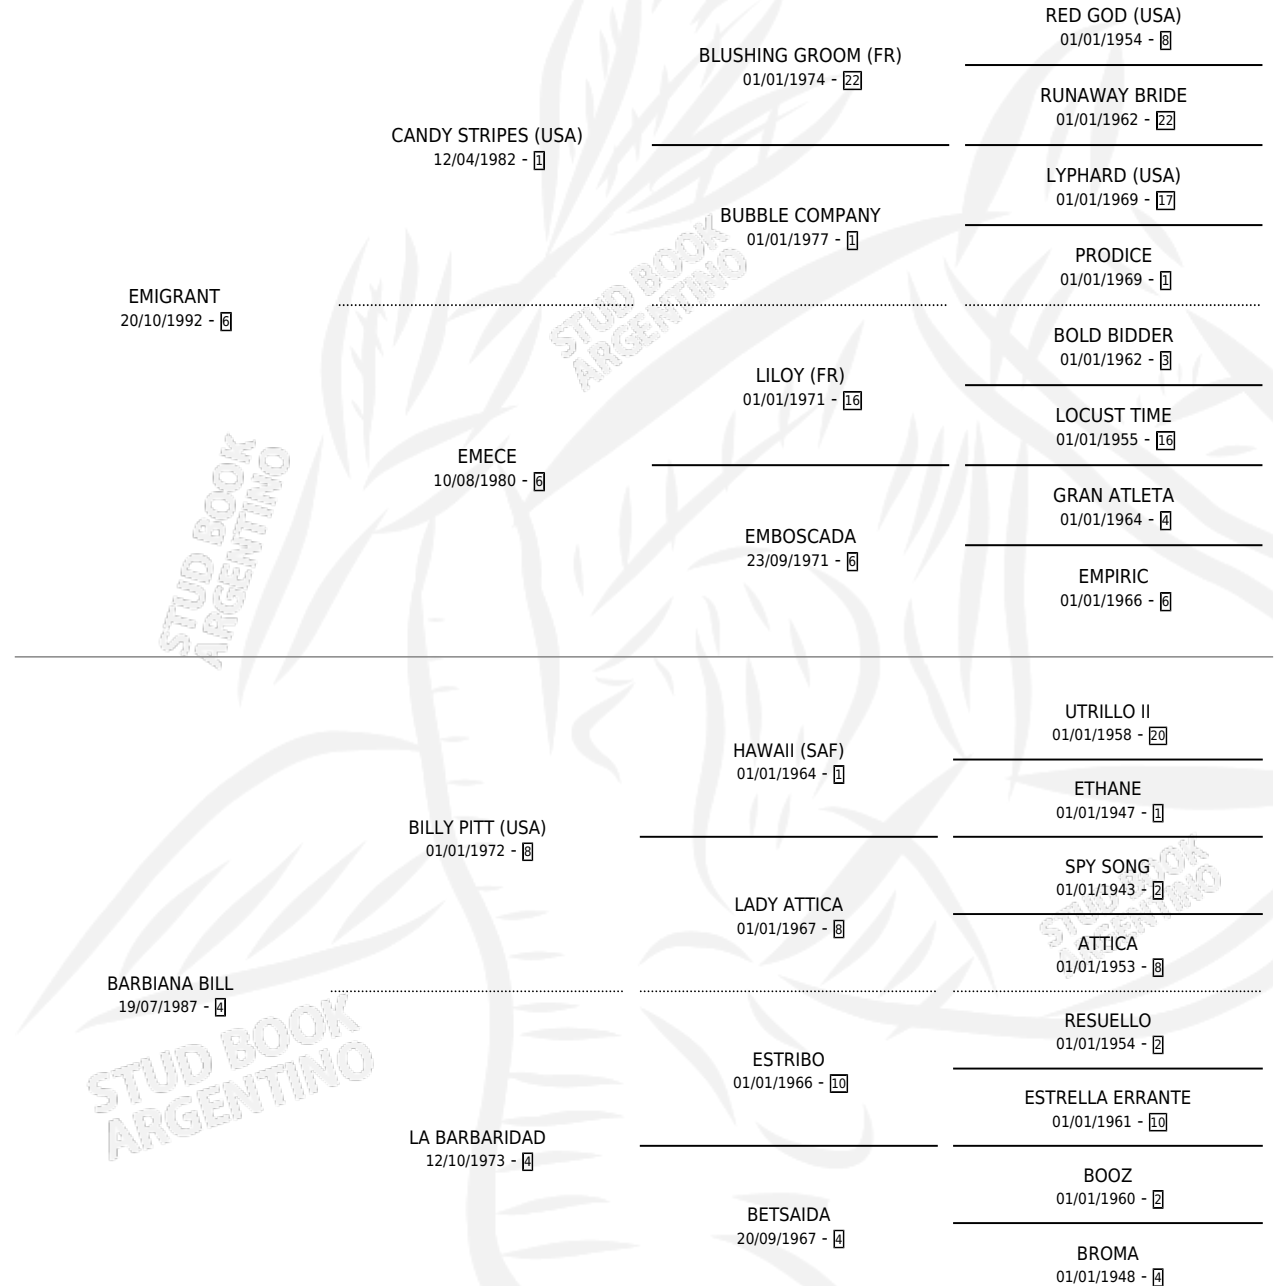 RED GOD (USA)
01/01/1954 - 8
BLUSHING GROOM (FR)
01/01/1974 - 22
RUNAWAY BRIDE
01/01/1962 - 22
CANDY STRIPES (USA)
12/04/1982 - 1
LYPHARD (USA)
01/01/1969 - 17
BUBBLE COMPANY
01/01/1977 - 1
PRODICE
01/01/1969 - 1
EMIGRANT
20/10/1992 - 6
STUD BOOK
ARGENTINO
BOLD BIDDER
01/01/1962 - 3
LILOY (FR)
01/01/1971 - 16
LOCUST TIME
01/01/1955 - 16
EMECE
10/08/1980 - 6
GRAN ATLETA
01/01/1964 - 4
EMBOSCADA
23/09/1971 - 6
EMPIRIC
01/01/1966 - 6
STUD BOOK
ARGENTINO
UTRILLO II
01/01/1958 - 20
HAWAII (SAF)
01/01/1964 - 1
ETHANE
01/01/1947 - 1
BILLY PITT (USA)
01/01/1972 - 8
SPY SONG
01/01/1943 - 2
LADY ATTICA
01/01/1967 - 8
ATTICA
01/01/1953 - 8
STUD BOOK
ARGENTINO
BARBIANA BILL
19/07/1987 - 4
RESUELLO
01/01/1954 - 2
ESTRIBO
01/01/1966 - 10
ESTRELLA ERRANTE
01/01/1961 - 10
STUD BOOK
ARGENTINO
LA BARBARIDAD
12/10/1973 - 4
BOOZ
01/01/1960 - 2
BETSAIDA
20/09/1967 - 4
BROMA
01/01/1948 - 4